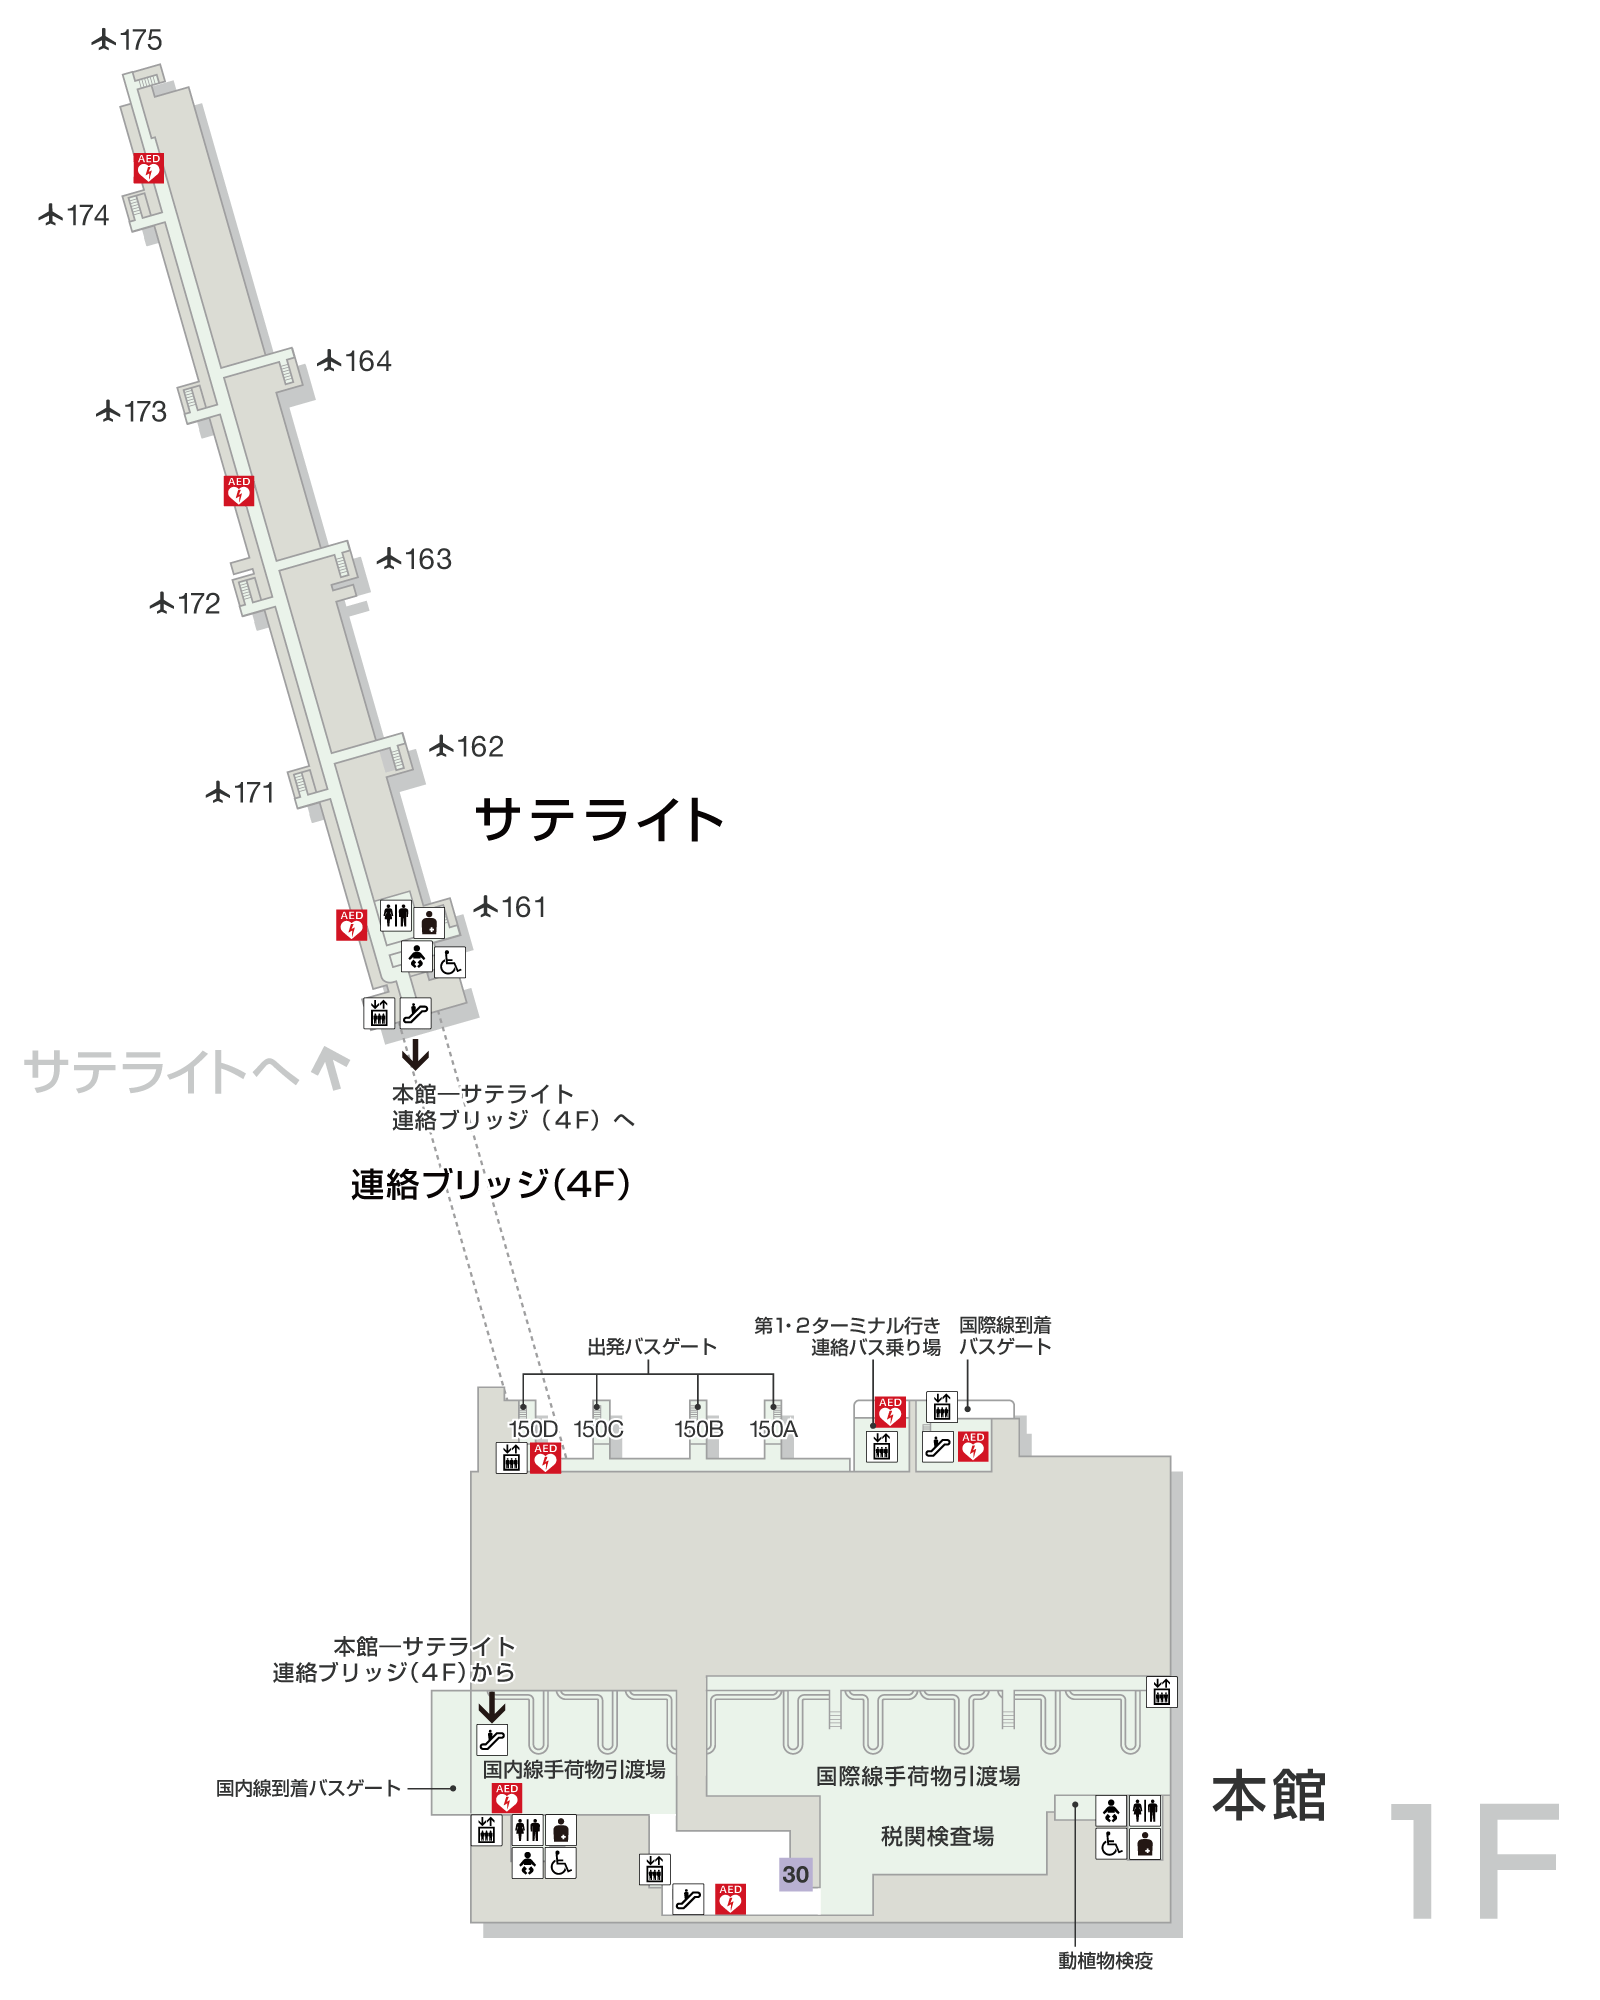 175
AED
174
164
173
AED
163
172
162
171
サテライト
161
AED
サテライトへ
本館―サテライト
連絡ブリッジ（4F）へ
連絡ブリッジ(4F)
第1・2ターミナル行き
連絡バス乗り場
国際線到着
バスゲート
出発バスゲート
150D
150C
150B
150A
AED
AED
AED
本館―サテライト
連絡ブリッジ(4F)から
国内線手荷物引渡場
国際線手荷物引渡場
国内線到着バスゲート
AED
本館
1F
税関検査場
30
AED
動植物検疫